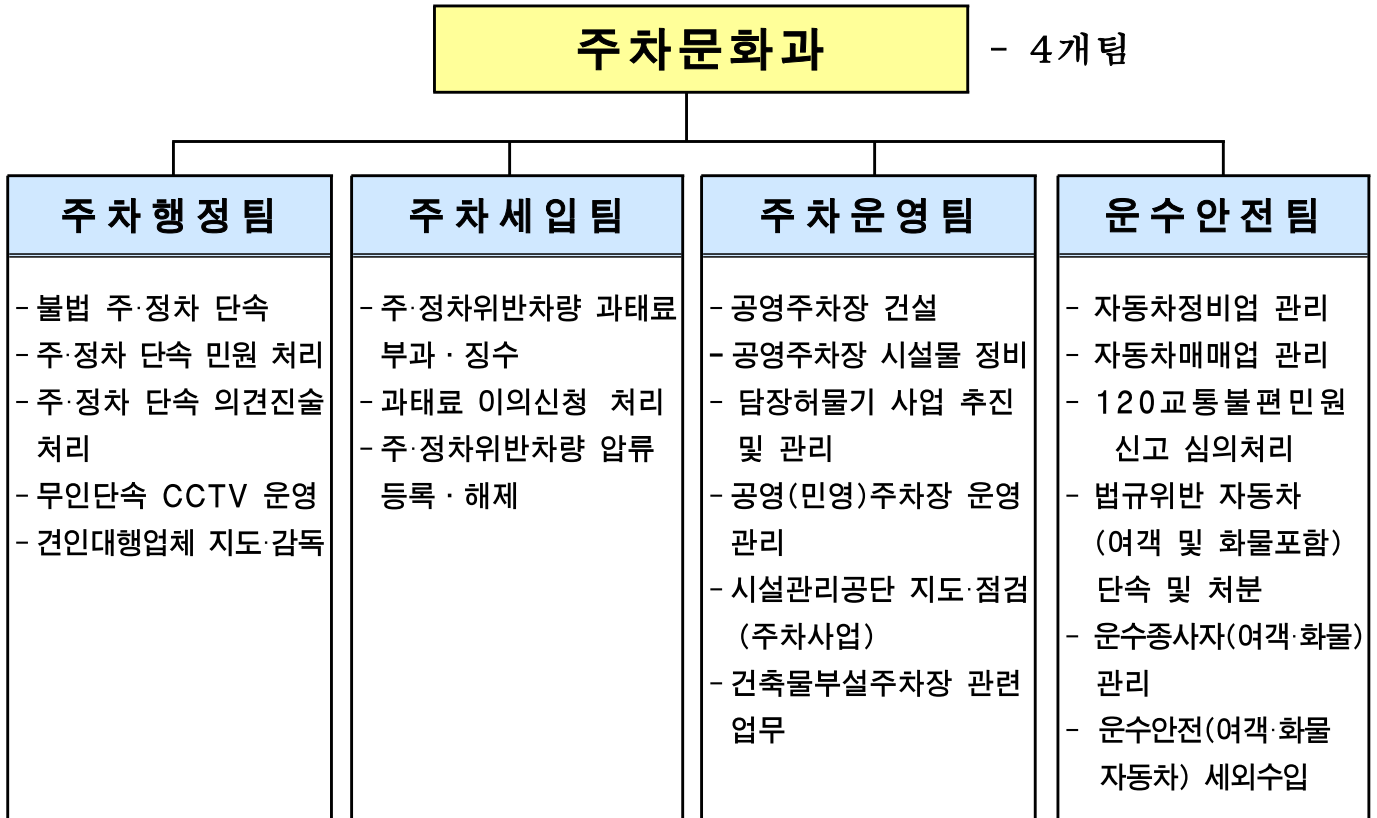 주차문화과
- 4개팀
주차행정팀
- 불법 주·정차 단속
- 주·정차 단속 민원 처리
- 주·정차 단속 의견진술
처리
- 무인단속 CCTV 운영
- 견인대행업체 지도·감독
주차세입팀
- 주·정차위반차량 과태료
부과 · 징수
- 과태료 이의신청 처리
- 주·정차위반차량 압류
등록 · 해제
주차운영팀
- 공영주차장 건설
- 공영주차장 시설물 정비
- 담장허물기 사업 추진
및 관리
- 공영(민영)주차장 운영
관리
- 시설관리공단 지도·점검
(주차사업)
- 건축물부설주차장 관련
업무
운수안전팀
- 자동차정비업 관리
- 자동차매매업 관리
- 120교통불편민원
신고 심의처리
- 법규위반 자동차
(여객 및 화물포함)
단속 및 처분
- 운수종사자(여객·화물)
관리
- 운수안전(여객·화물
자동차) 세외수입